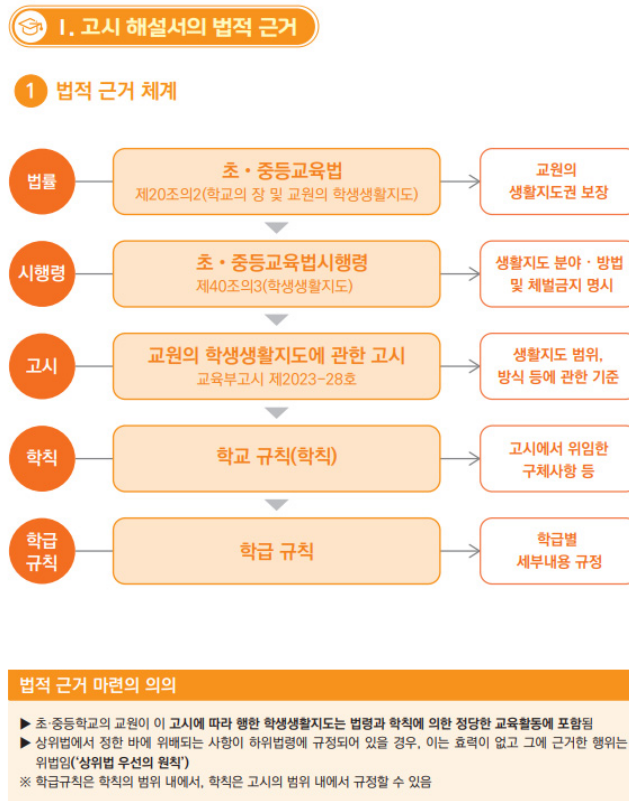 Ⅰ. 고시 해설서의 법적 근거
1 법적 근거 체계
법률
초·중등교육법
제20조의2(학교의 장 및 교원의 학생생활지도)
교원의
생활지도권 보장
시행령
초·중등교육법시행령
제40조의3(학생생활지도)
생활지도 분야·방법
및 체벌금지 명시
고시
교원의 학생생활지도에 관한 고시
교육부고시 제2023-28호
생활지도 범위,
방식 등에 관한 기준
학칙
학교 규칙(학칙)
고시에서 위임한
구체사항 등
학급
규칙
학급 규칙
학급별
세부내용 규정
법적 근거 마련의 의의
▶ 초·중등학교의 교원이 이 고시에 따라 행한 학생생활지도는 법령과 학칙에 의한 정당한 교육활동에 포함됨
▶ 상위법에서 정한 바에 위배되는 사항이 하위법령에 규정되어 있을 경우, 이는 효력이 없고 그에 근거한 행위는
위법임('상위법 우선의 원칙')
※ 학급규칙은 학칙의 범위 내에서, 학칙은 고시의 범위 내에서 규정할 수 있음